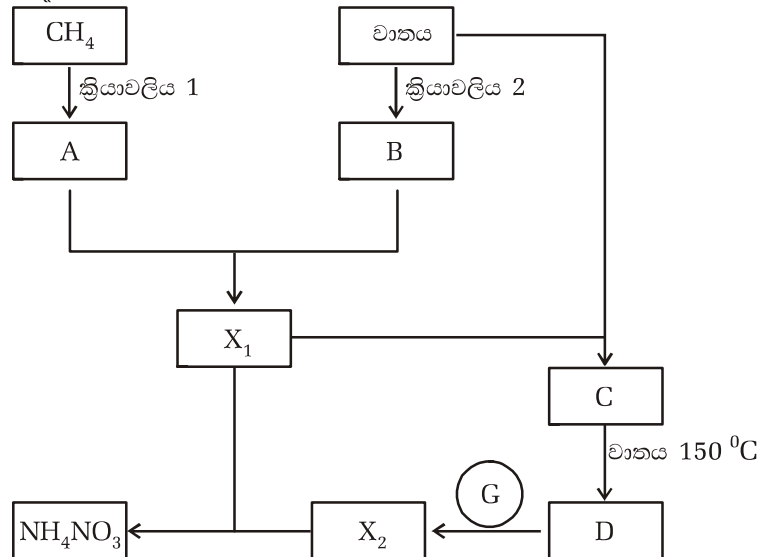 CH₄ වාතය
ක්‍රියාවලිය 1 ක්‍රියාවලිය 2
A B
X₁
C
වාතය 150 ⁰C
G
NH₄NO₃ X₂ D